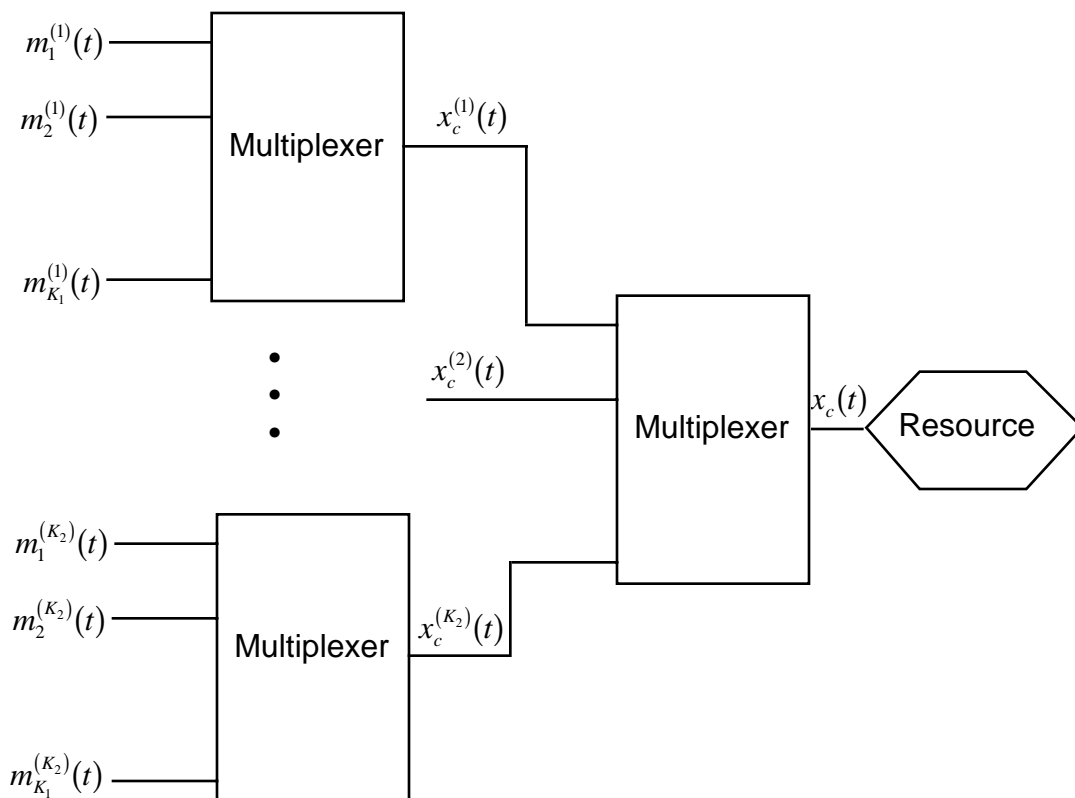 m_1^{(1)}(t)
m_2^{(1)}(t)
Multiplexer
x_c^{(1)}(t)
m_{K_1}^{(1)}(t)
x_c^{(2)}(t)
Multiplexer
x_c(t)
Resource
m_1^{(K_2)}(t)
m_2^{(K_2)}(t)
Multiplexer
x_c^{(K_2)}(t)
m_{K_1}^{(K_2)}(t)